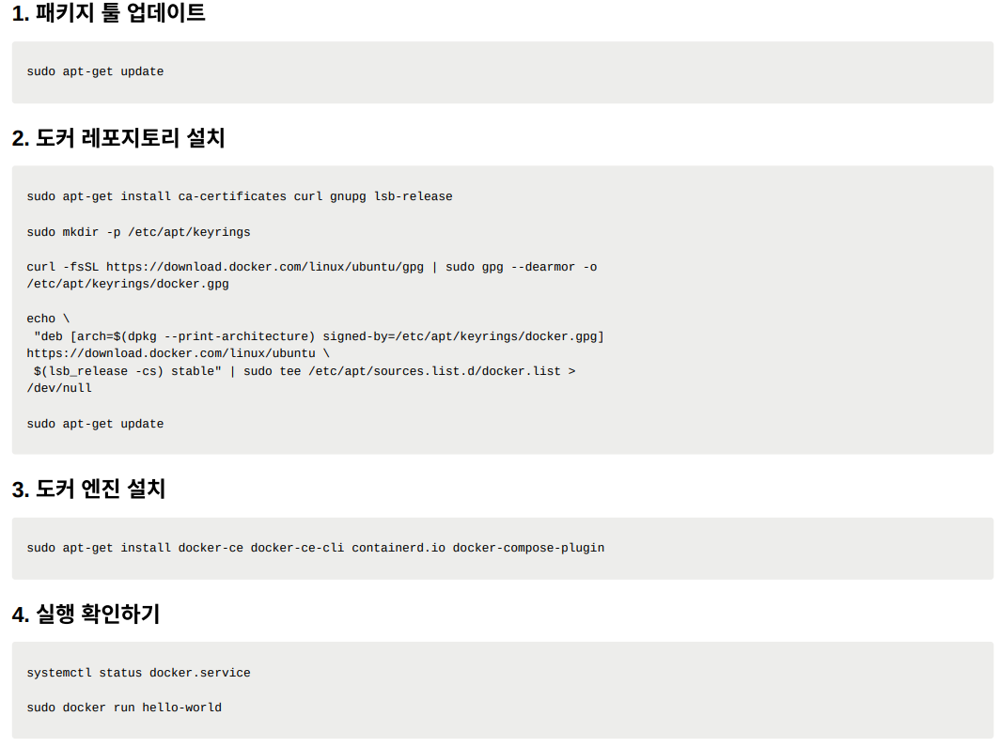 1. 패키지 툴 업데이트
sudo apt-get update
2. 도커 레포지토리 설치
sudo apt-get install ca-certificates curl gnupg lsb-release
sudo mkdir -p /etc/apt/keyrings
curl -fsSL https://download.docker.com/linux/ubuntu/gpg | sudo gpg --dearmor -o
/etc/apt/keyrings/docker.gpg
echo \
"deb [arch=$(dpkg --print-architecture) signed-by=/etc/apt/keyrings/docker.gpg]
https://download.docker.com/linux/ubuntu \
$(lsb_release -cs) stable" | sudo tee /etc/apt/sources.list.d/docker.list >
/dev/null
sudo apt-get update
3. 도커 엔진 설치
sudo apt-get install docker-ce docker-ce-cli containerd.io docker-compose-plugin
4. 실행 확인하기
systemctl status docker.service
sudo docker run hello-world